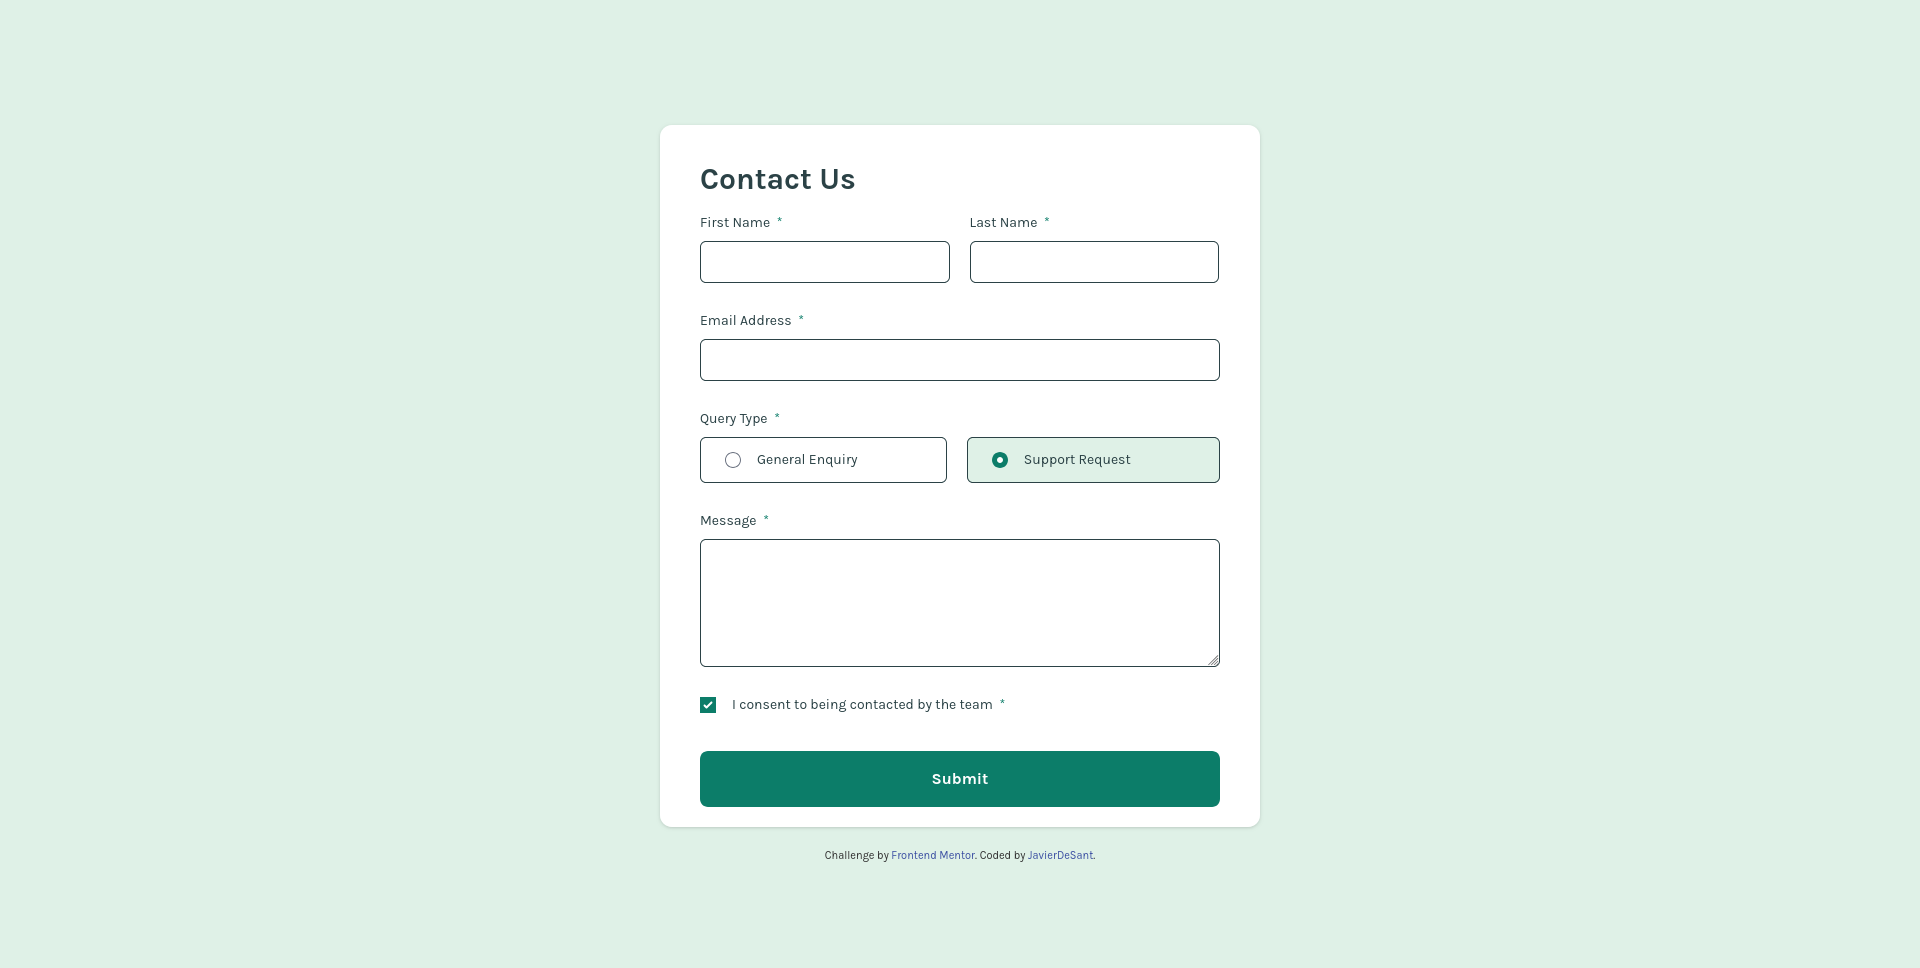 Contact Us
First Name *
Last Name *
Email Address *
Query Type *
General Enquiry
Support Request
Message *
I consent to being contacted by the team *
Submit
Challenge by Frontend Mentor. Coded by JavierDeSant.